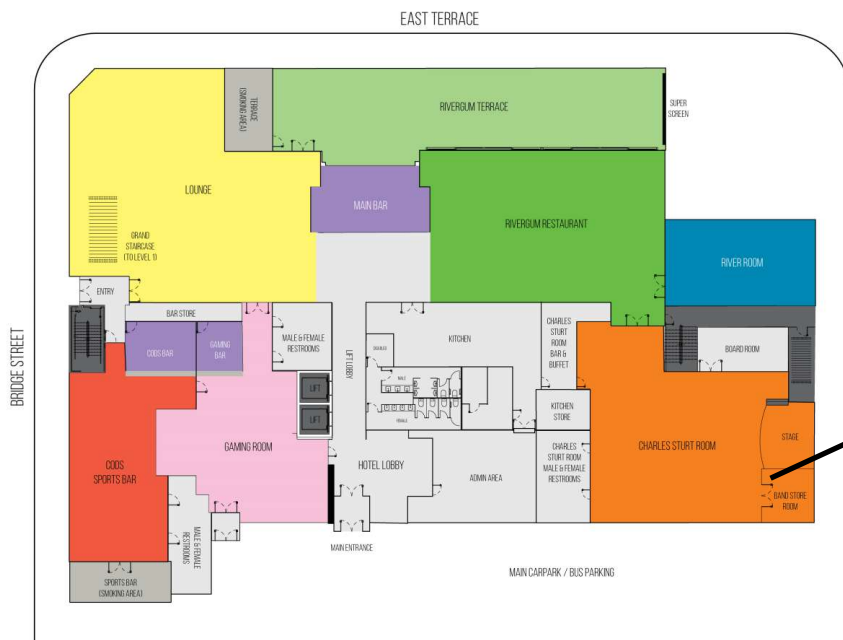 EAST TERRACE
TERRACE
(SMOKING AREA)
RIVERGUM TERRACE
SUPER
SCREEN
LOUNGE
MAIN BAR
RIVERGUM RESTAURANT
GRAND
STAIRCASE
(TO LEVEL 1)
RIVER ROOM
ENTRY
BAR STORE
CODS BAR
GAMING
BAR
MALE & FEMALE
RESTROOMS
LIFT LOBBY
KITCHEN
CHARLES
STURT
ROOM
BAR &
BUFFET
BOARD ROOM
BRIDGE STREET
MALE
LIFT
LIFT
FEMALE
KITCHEN
STORE
CODS
SPORTS BAR
GAMING ROOM
HOTEL LOBBY
ADMIN AREA
CHARLES
STURT ROOM
MALE & FEMALE
RESTROOMS
CHARLES STURT ROOM
STAGE
BAND STORE
ROOM
MALE & FEMALE
RESTROOMS
MAIN ENTRANCE
SPORTS BAR
(SMOKING AREA)
MAIN CARPARK / BUS PARKING